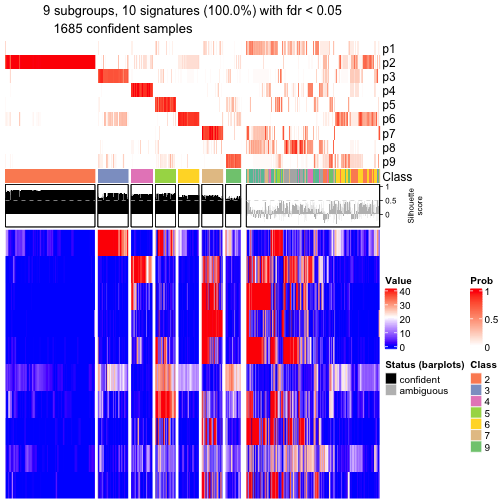 9 subgroups, 10 signatures (100.0%) with fdr < 0.05
1685 confident samples
p1
p2
p3
p4
p5
p6
p7
p8
p9
Class
1
0.5
0
Silhouette
score
Value
40
30
20
10
0
Prob
1
0.5
0
Status (barplots)
confident
ambiguous
Class
2
3
4
5
6
7
9